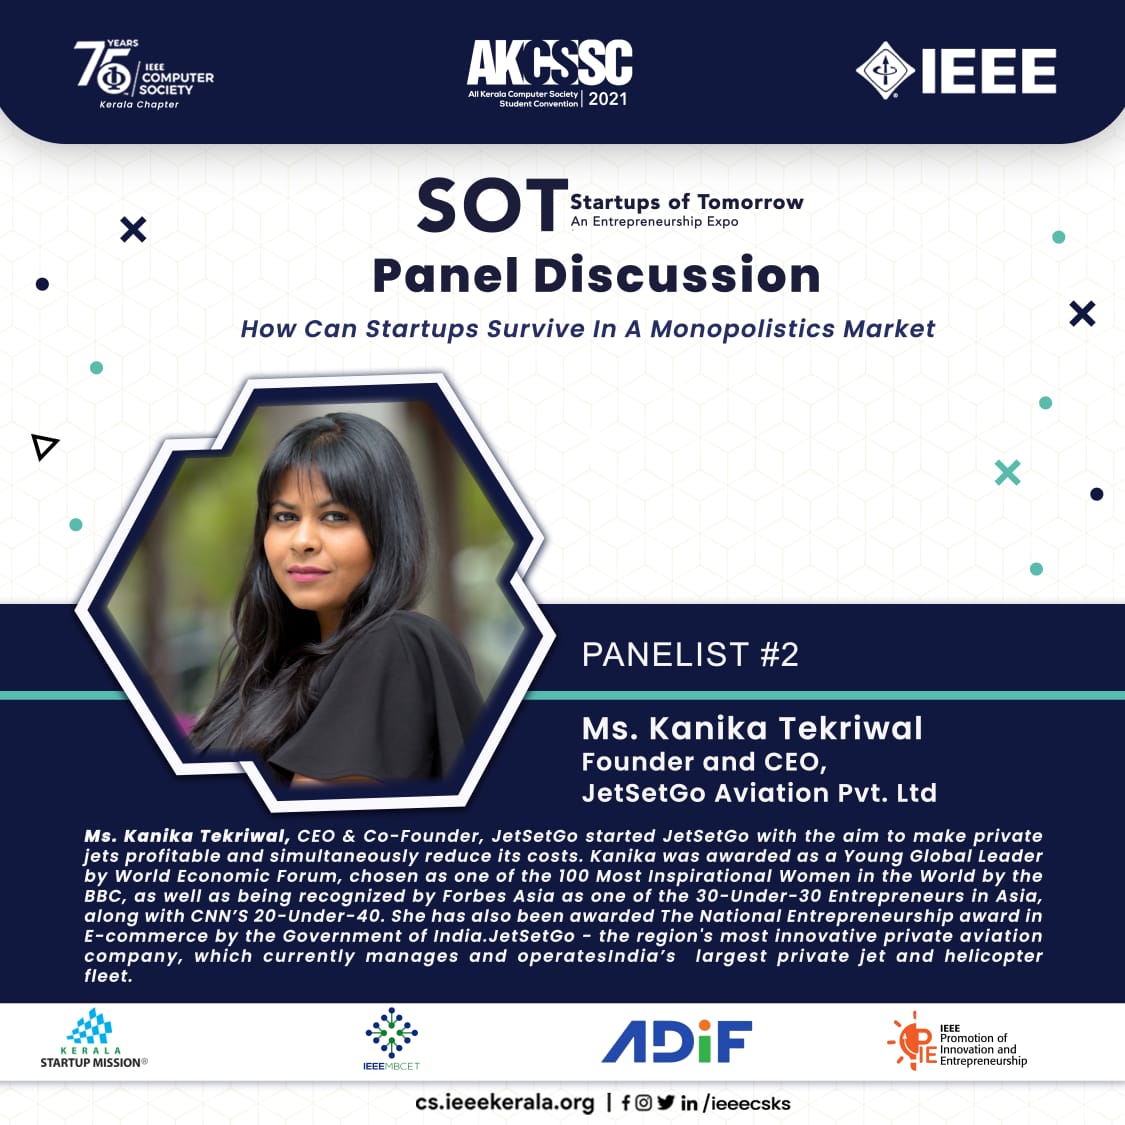 75 YEARS
IEEE
COMPUTER
SOCIETY
Kerala Chapter
AKCSSC
All Kerala Computer Society
Student Convention | 2021
IEEE
SOT Startups of Tomorrow
An Entrepreneurship Expo
Panel Discussion
How Can Startups Survive In A Monopolistics Market
PANELIST #2
Ms. Kanika Tekriwal
Founder and CEO,
JetSetGo Aviation Pvt. Ltd
Ms. Kanika Tekriwal, CEO & Co-Founder, JetSetGo started JetSetGo with the aim to make private
jets profitable and simultaneously reduce its costs. Kanika was awarded as a Young Global Leader
by World Economic Forum, chosen as one of the 100 Most Inspirational Women in the World by the
BBC, as well as being recognized by Forbes Asia as one of the 30-Under-30 Entrepreneurs in Asia,
along with CNN'S 20-Under-40. She has also been awarded The National Entrepreneurship award in
E-commerce by the Government of India.JetSetGo - the region's most innovative private aviation
company, which currently manages and operatesIndia's largest private jet and helicopter
fleet.
KERALA
STARTUP MISSION®
IEEEMBCET
ADiF
PIE
IEEE
Promotion of
Innovation and
Entrepreneurship
cs.ieeekerala.org | /ieeecsks